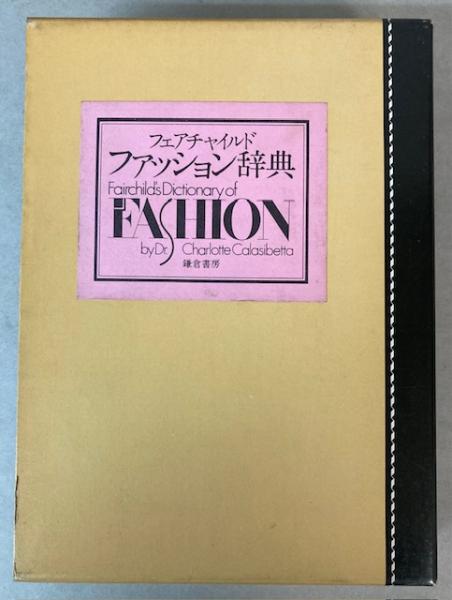 フェアチャイルド
ファッション辞典
Fairchild's Dictionary of
FASHION
by Dr. Charlotte Calasibetta
鎌倉書房